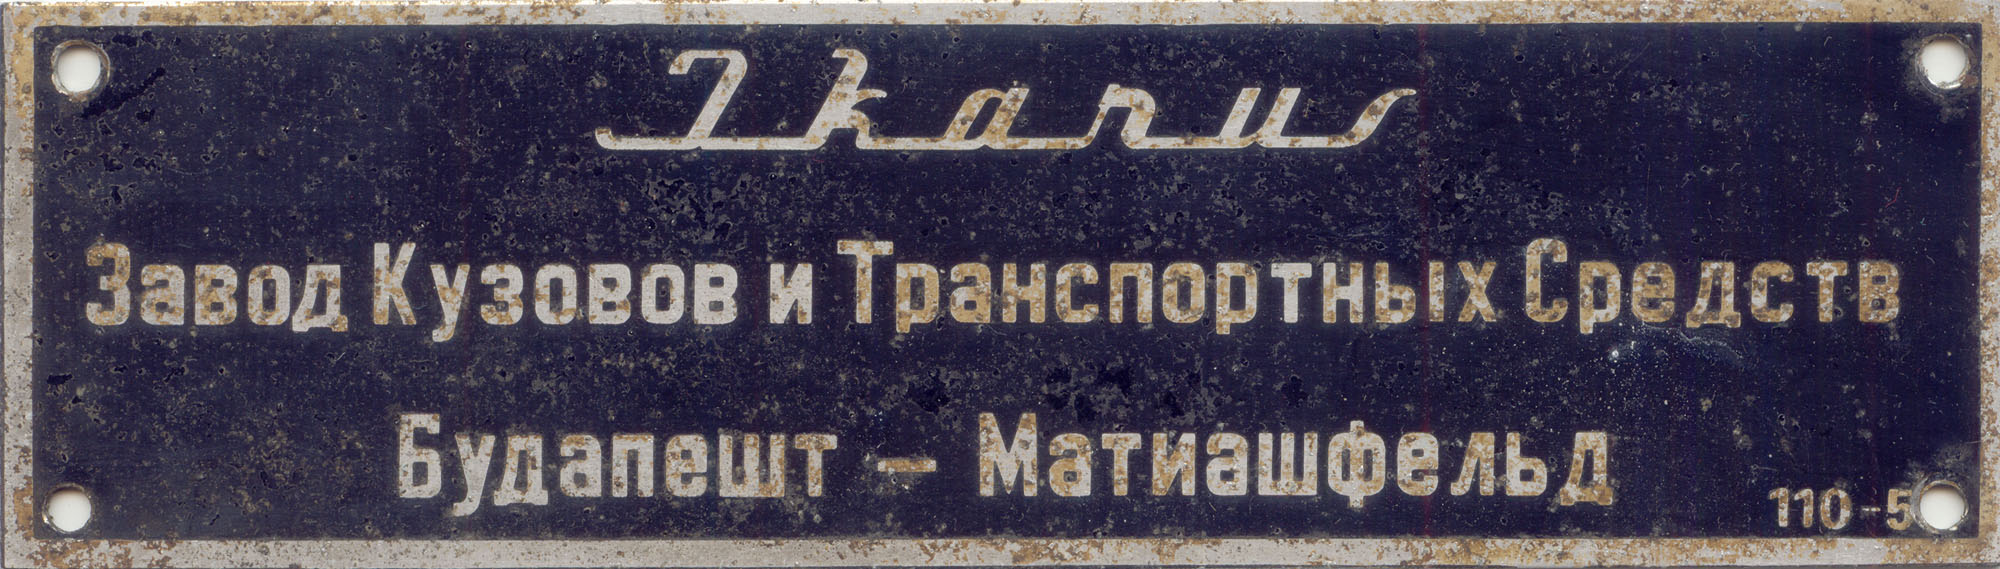 Ikarus
Завод Кузовов и Транспортных Средств
Будапешт – Матиашфельд
110-5